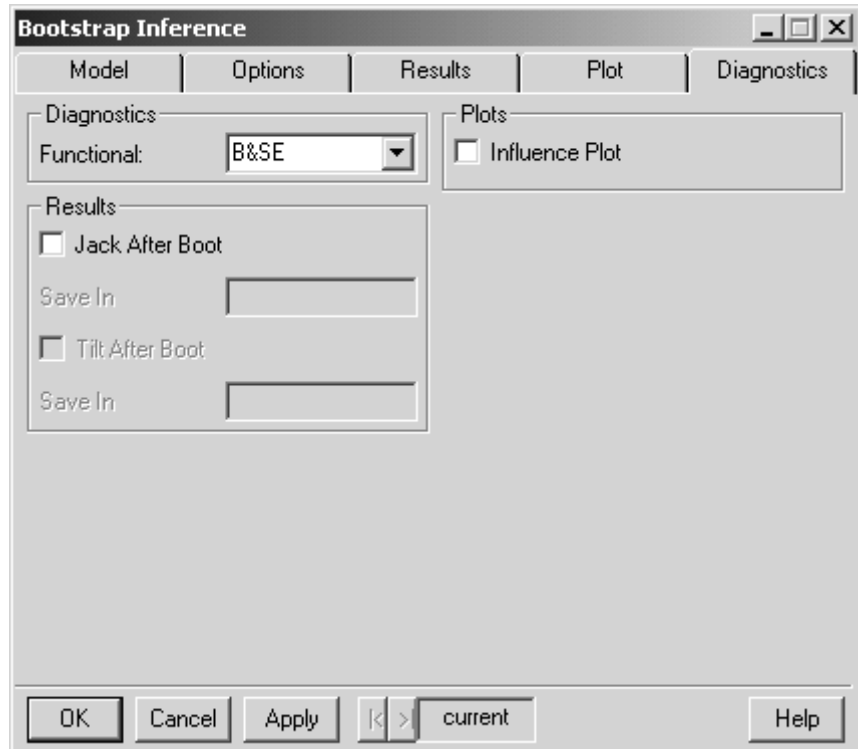 Bootstrap Inference
Model Options Results Plot Diagnostics
Diagnostics
Functional: B&SE
Plots
Influence Plot
Results
Jack After Boot
Save In
Tilt After Boot
Save In
OK Cancel Apply |< >| current Help